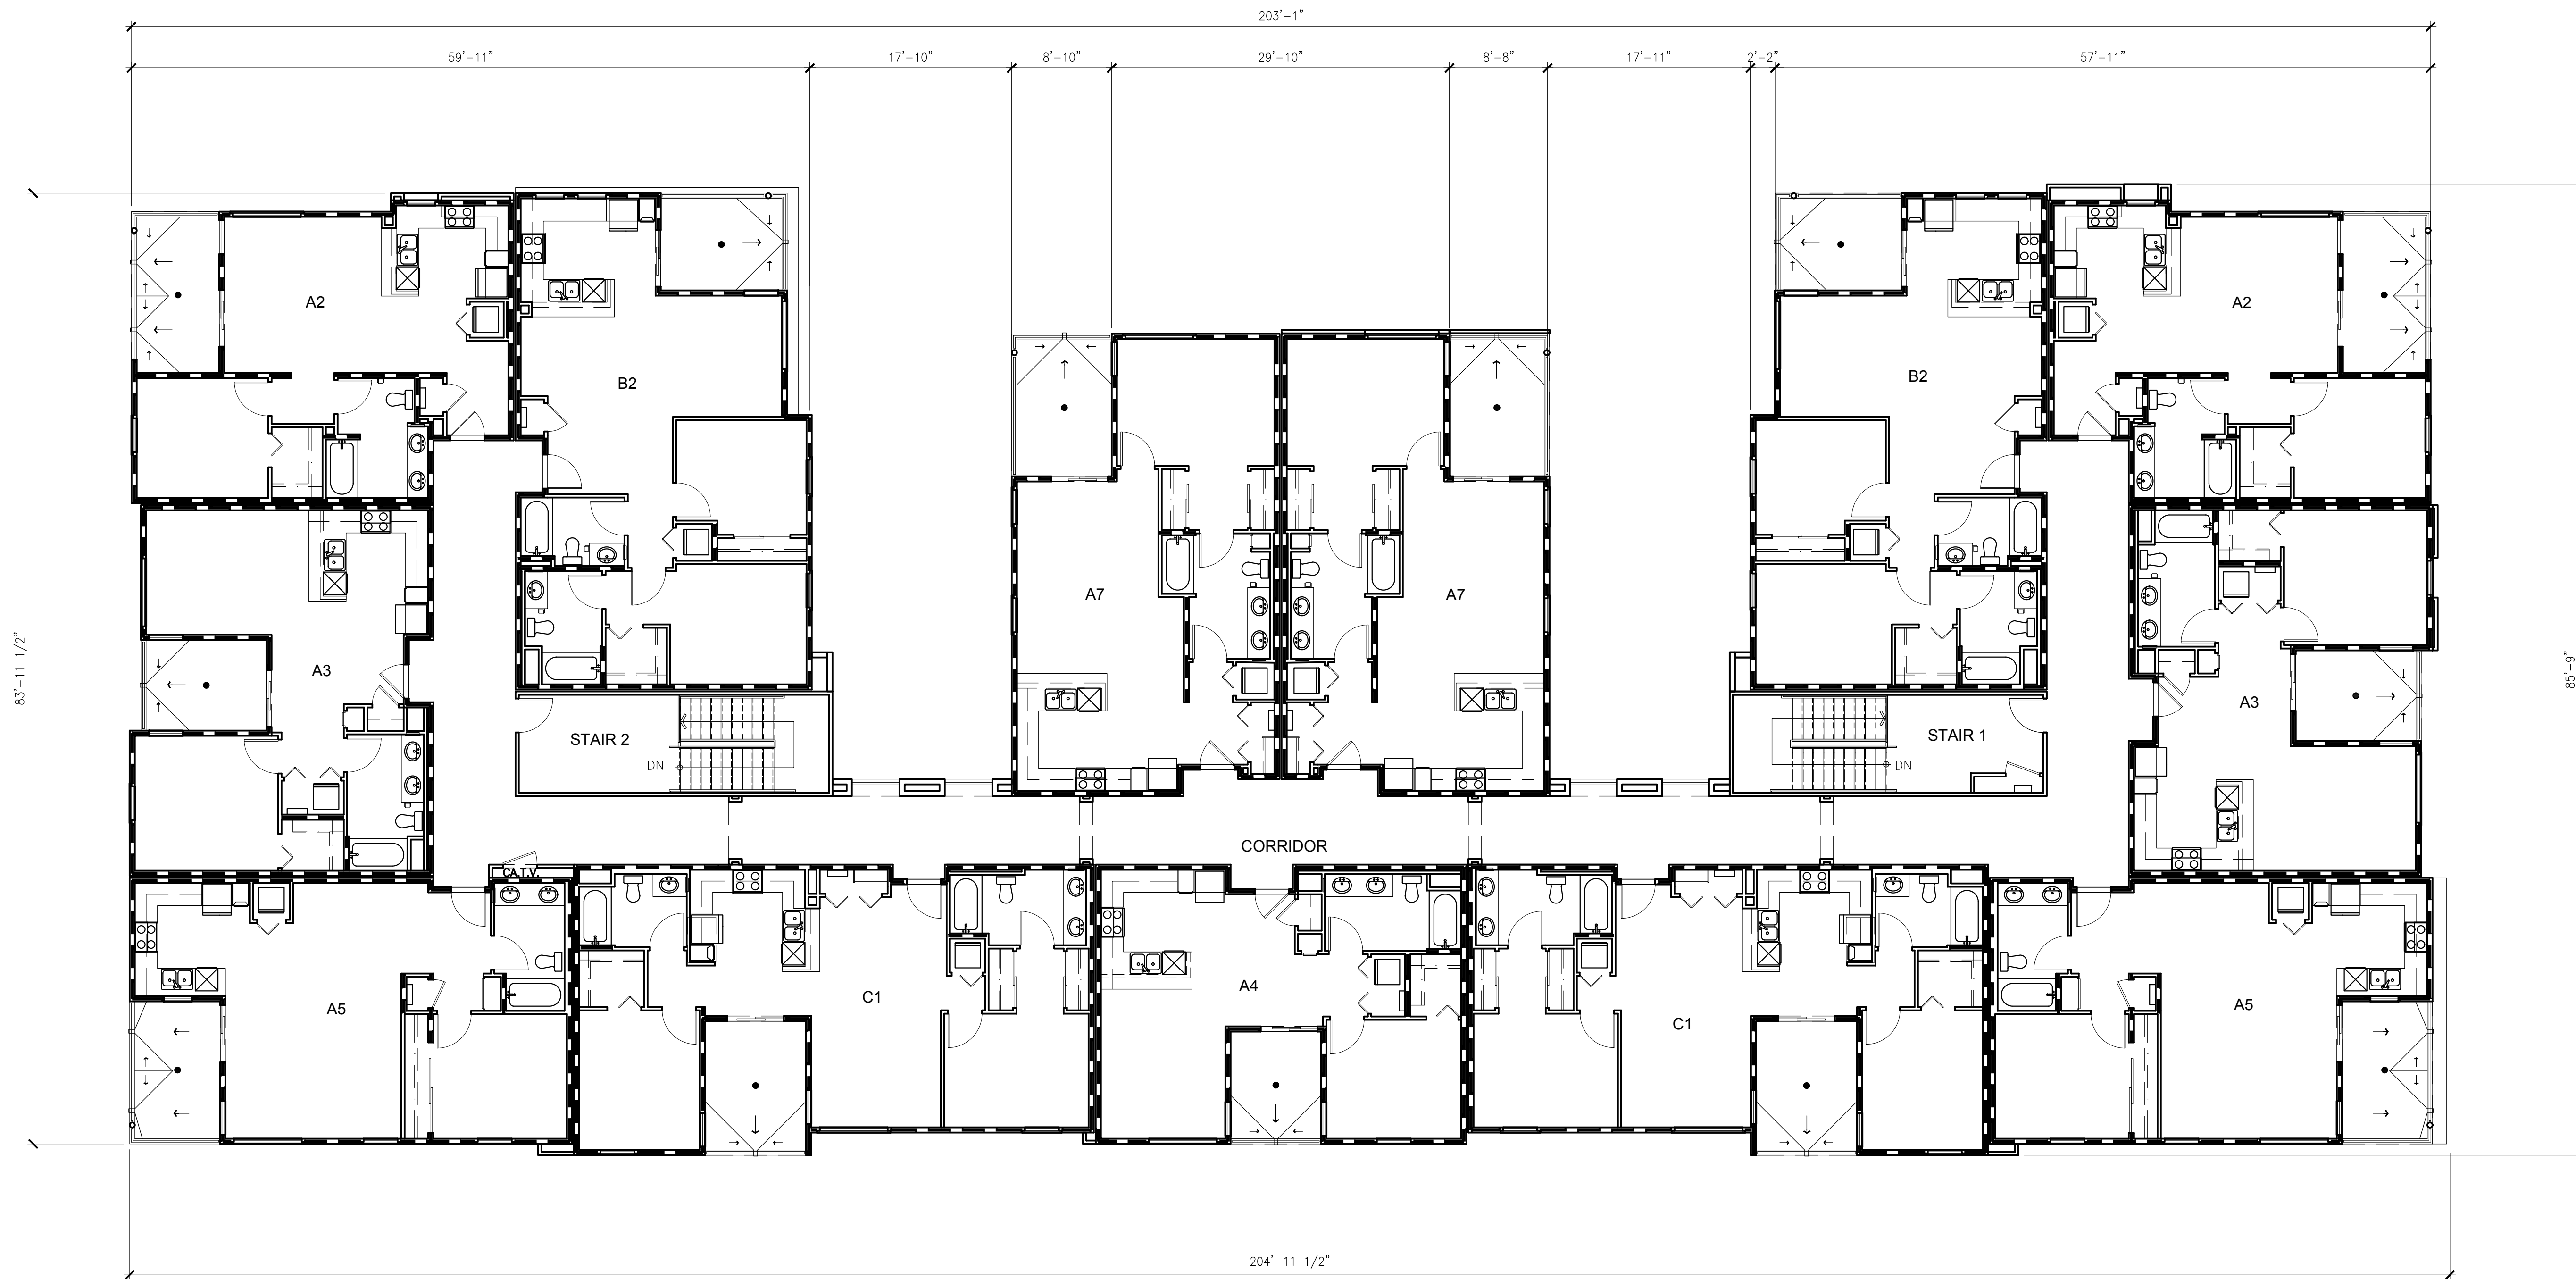 203'-1"
59'-11"
17'-10"
8'-10"
29'-10"
8'-8"
17'-11"
2'-2"
57'-11"
A2
B2
B2
A2
A7
A7
A3
A3
STAIR 2
DN
STAIR 1
DN
83'-11 1/2"
85'-9"
CORRIDOR
CA.T.V.
A5
C1
A4
C1
A5
204'-11 1/2"